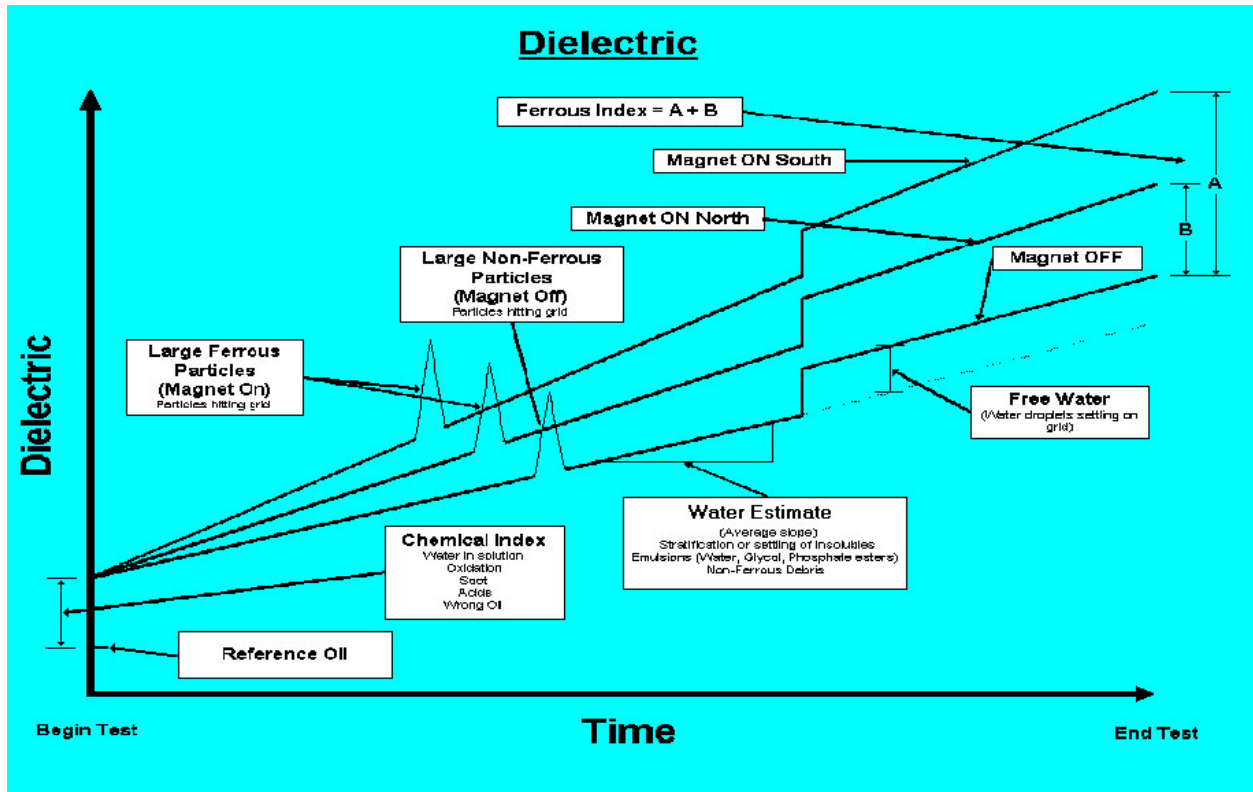 Dielectric
Ferrous Index = A + B
Magnet ON South
A
Magnet ON North
B
Large Non-Ferrous
Particles
(Magnet Off)
Particles hitting grid
Magnet OFF
Large Ferrous
Particles
(Magnet On)
Particles hitting grid
Dielectric
Free Water
(Water droplets settling on
grid)
Water Estimate
(Average slope)
Stratification or settling of insolubles
Emulsions (Water, Glycol, Phosphate esters)
Non-Ferrous Debris
Chemical Index
Water in solution
Oxidation
Soot
Acids
Wrong Oil
Reference Oil
Begin Test
Time
End Test